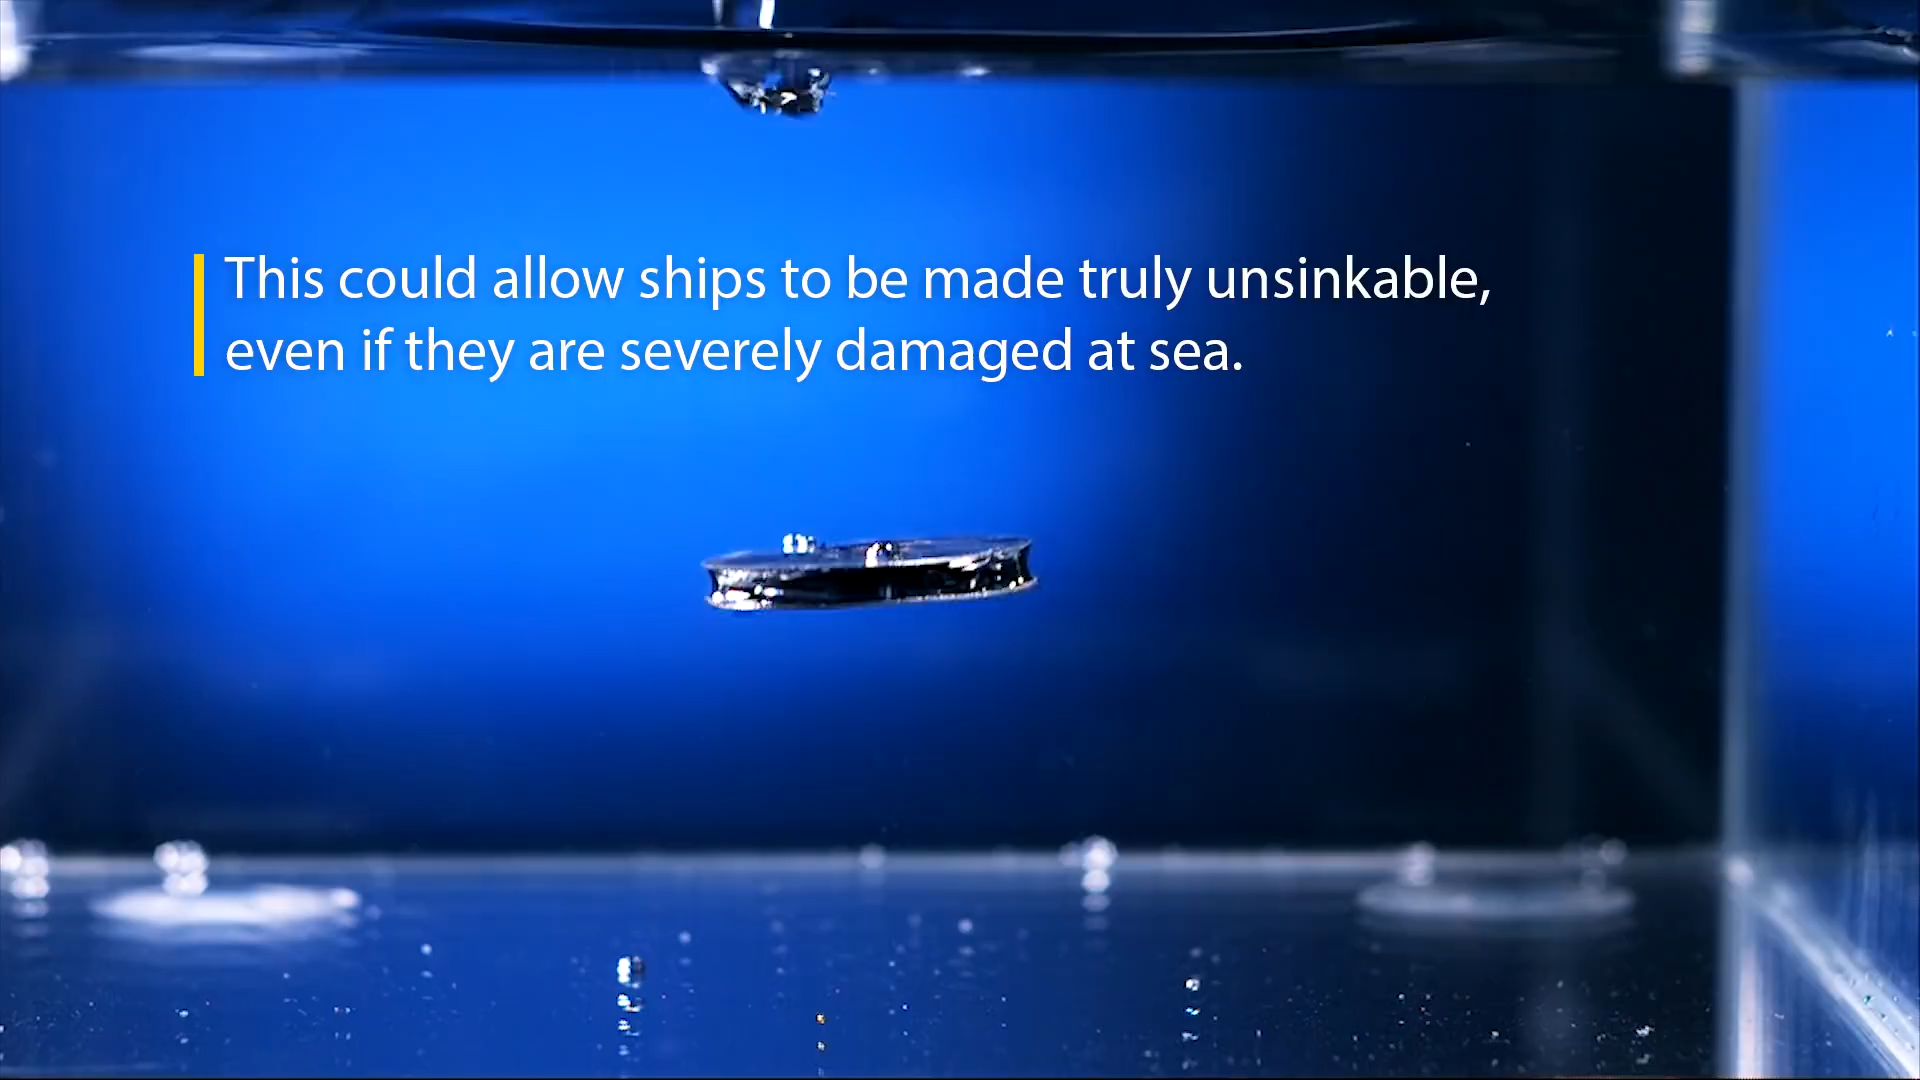 This could allow ships to be made truly unsinkable,
even if they are severely damaged at sea.